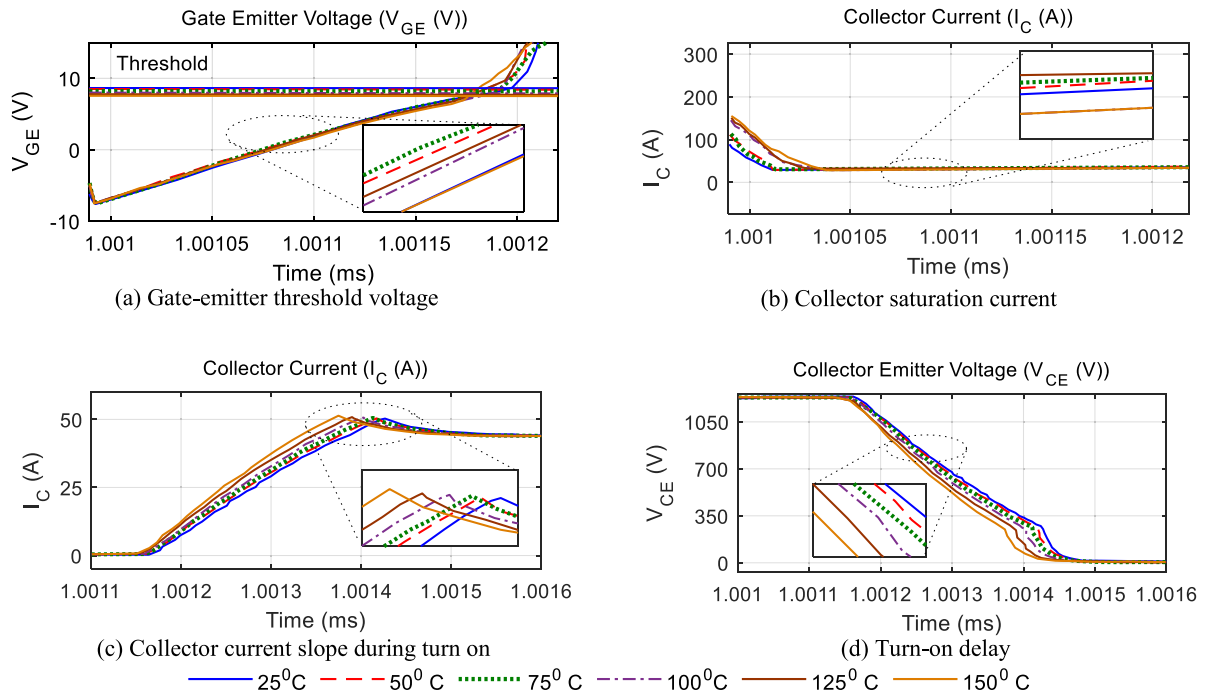 Gate Emitter Voltage (V_GE (V))
Threshold
V_GE (V)
10
0
-10
1.001 1.00105 1.0011 1.00115 1.0012
Time (ms)
(a) Gate-emitter threshold voltage
Collector Current (I_C (A))
I_C (A)
300
200
100
0
1.001 1.00105 1.0011 1.00115 1.0012
Time (ms)
(b) Collector saturation current
Collector Current (I_C (A))
I_C (A)
50
25
0
1.0011 1.0012 1.0013 1.0014 1.0015 1.0016
Time (ms)
(c) Collector current slope during turn on
Collector Emitter Voltage (V_CE (V))
V_CE (V)
1050
700
350
0
1.001 1.0011 1.0012 1.0013 1.0014 1.0015 1.0016
Time (ms)
(d) Turn-on delay
25⁰C 50⁰ C 75⁰ C 100⁰C 125⁰ C 150⁰ C